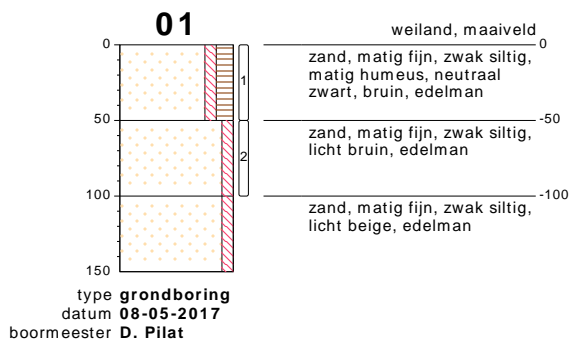 01
weiland, maaiveld
0
0
zand, matig fijn, zwak siltig,
matig humeus, neutraal
zwart, bruin, edelman
1
50
-50
zand, matig fijn, zwak siltig,
licht bruin, edelman
2
100
-100
zand, matig fijn, zwak siltig,
licht beige, edelman
150
type grondboring
datum 08-05-2017
boormeester D. Pilat